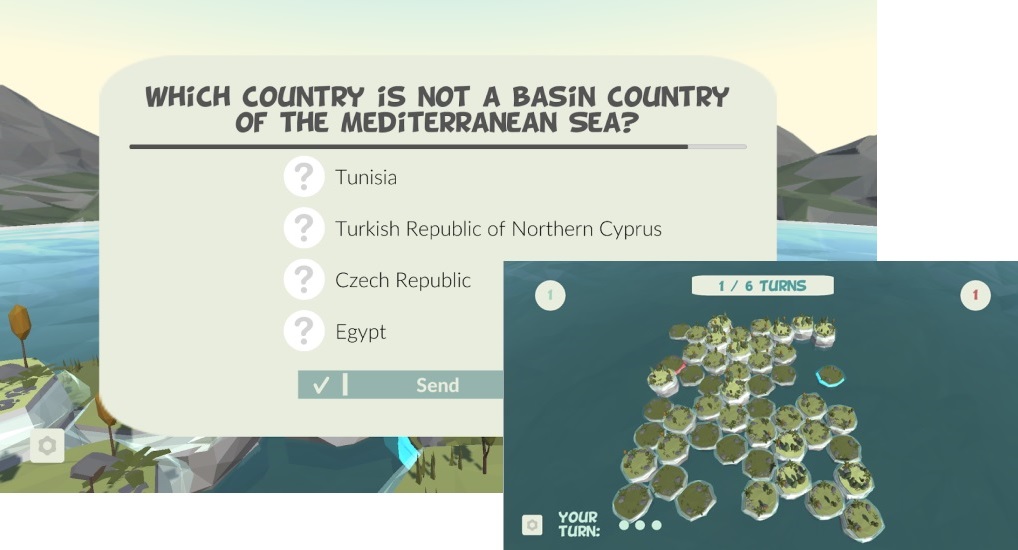 WHICH COUNTRY IS NOT A BASIN COUNTRY
OF THE MEDITERRANEAN SEA?
? Tunisia
? Turkish Republic of Northern Cyprus
? Czech Republic
? Egypt
Send
1
1 / 6 TURNS
1
YOUR
TURN: